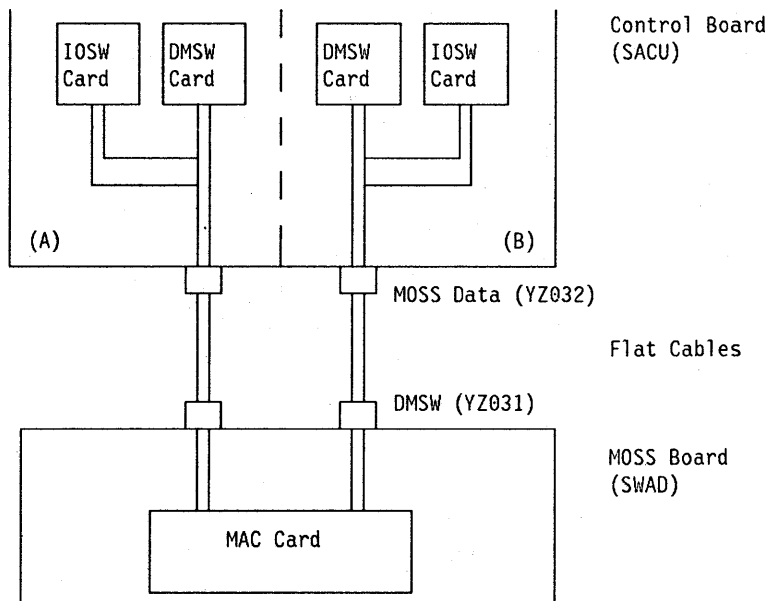 Control Board
(SACU)
IOSW
Card
DMSW
Card
DMSW
Card
IOSW
Card
(A)
(B)
MOSS Data (YZ032)
Flat Cables
DMSW (YZ031)
MOSS Board
(SWAD)
MAC Card